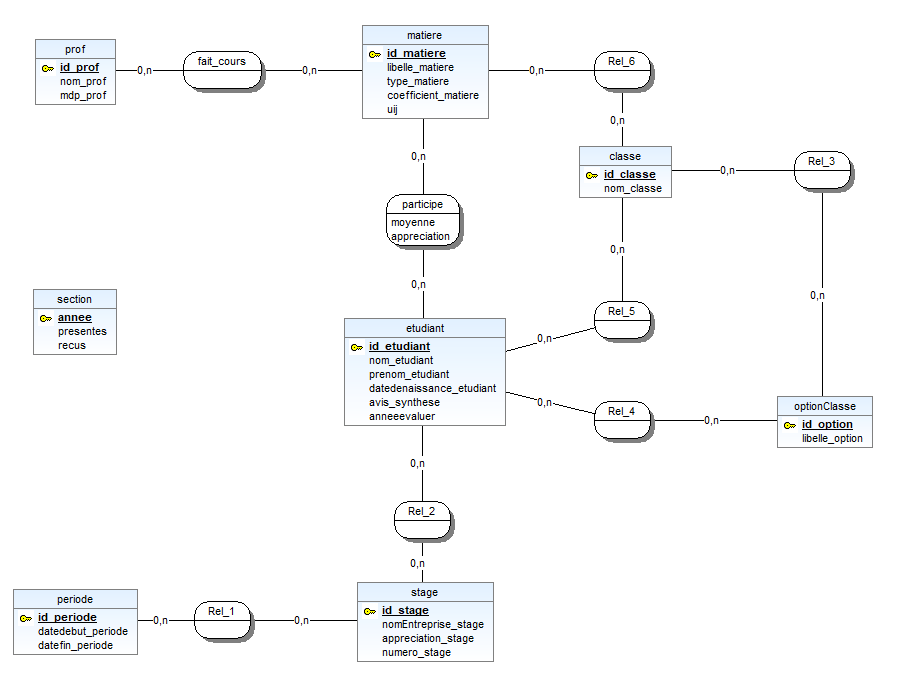 prof
id_prof
nom_prof
mdp_prof
0,n
fait_cours
0,n
matiere
id_matiere
libelle_matiere
type_matiere
coefficient_matiere
uij
0,n
Rel_6
0,n
classe
id_classe
nom_classe
0,n
Rel_3
0,n
0,n
participe
moyenne
appreciation
0,n
0,n
section
annee
presentes
recus
Rel_5
0,n
etudiant
id_etudiant
nom_etudiant
prenom_etudiant
datedenaissance_etudiant
avis_synthese
anneeevaluer
0,n
Rel_4
0,n
optionClasse
id_option
libelle_option
0,n
Rel_2
0,n
periode
id_periode
datedebut_periode
datefin_periode
0,n
Rel_1
0,n
stage
id_stage
nomEntreprise_stage
appreciation_stage
numero_stage